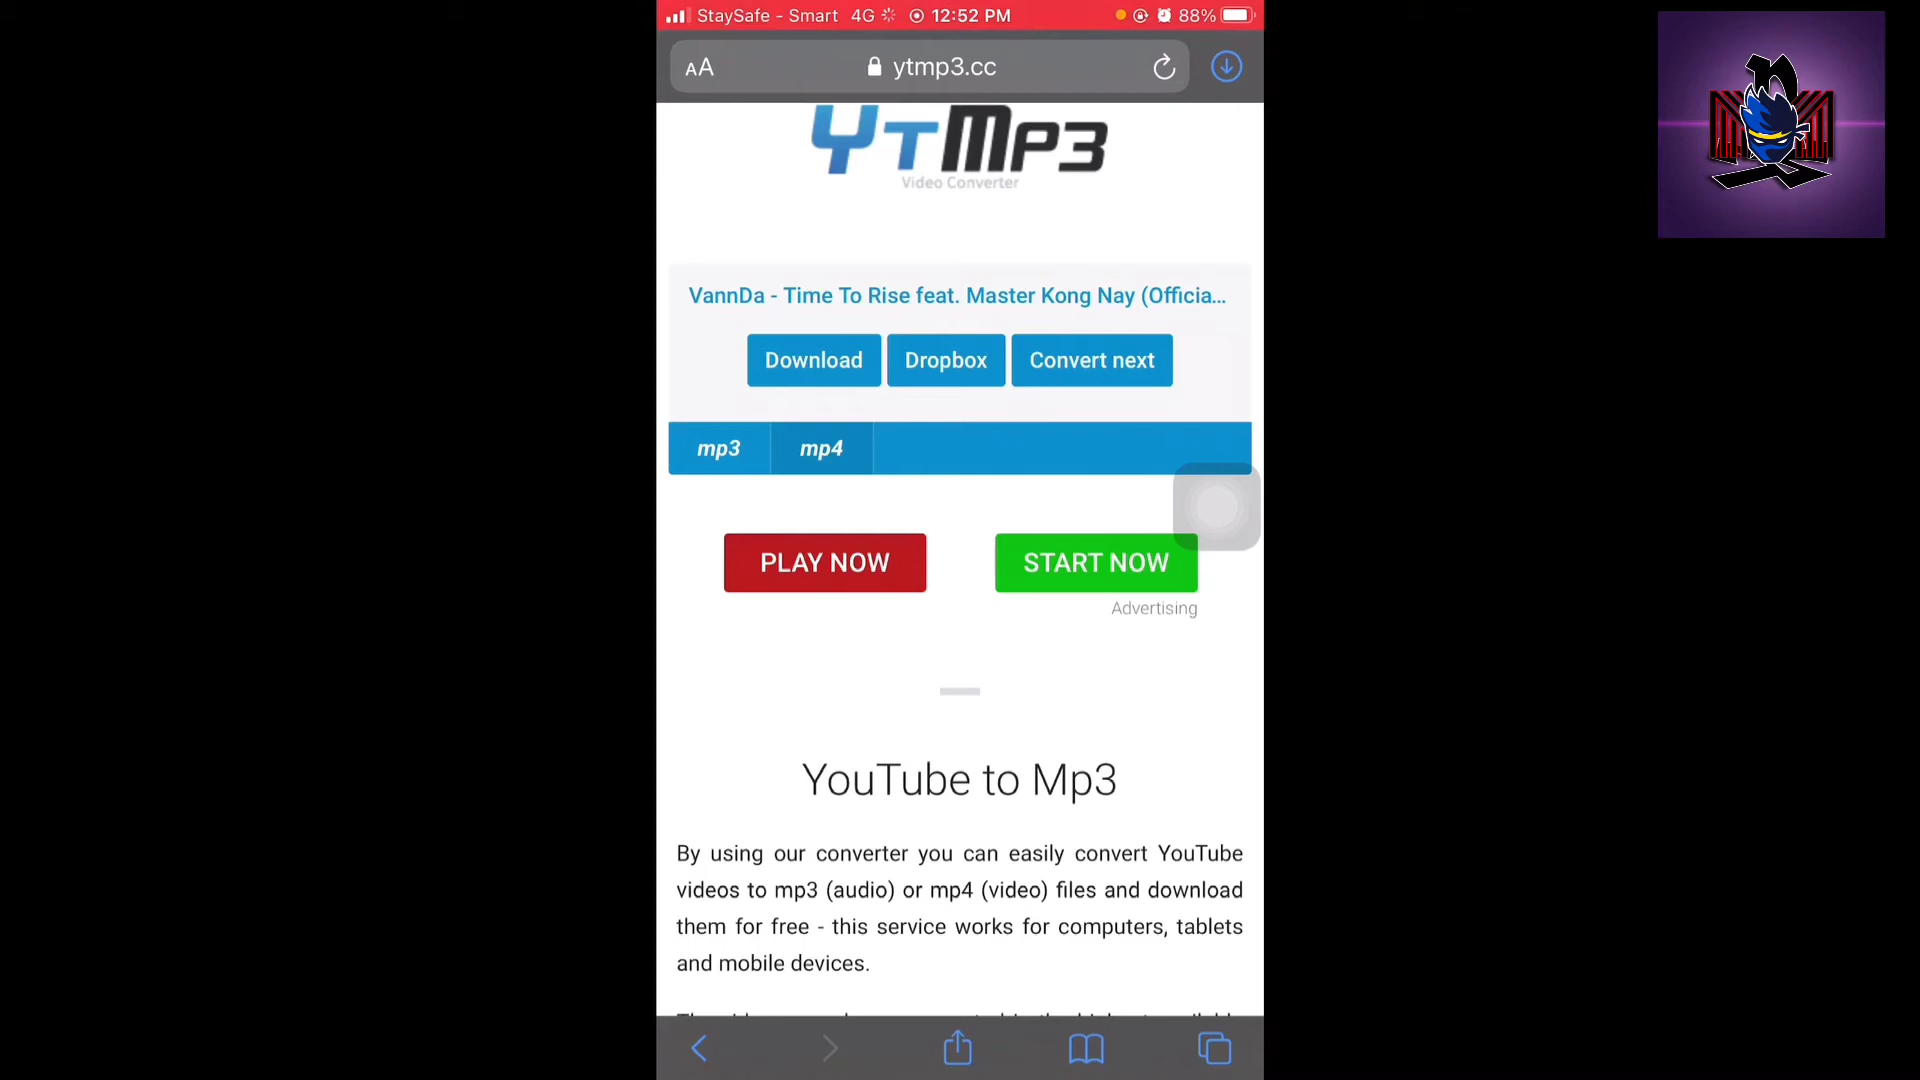 StaySafe - Smart 4G 12:52 PM 88%
AA ytmp3.cc
YTMP3
Video Converter
VannDa - Time To Rise feat. Master Kong Nay (Officia...
Download Dropbox Convert next
mp3 mp4
PLAY NOW START NOW
Advertising
YouTube to Mp3
By using our converter you can easily convert YouTube
videos to mp3 (audio) or mp4 (video) files and download
them for free - this service works for computers, tablets
and mobile devices.